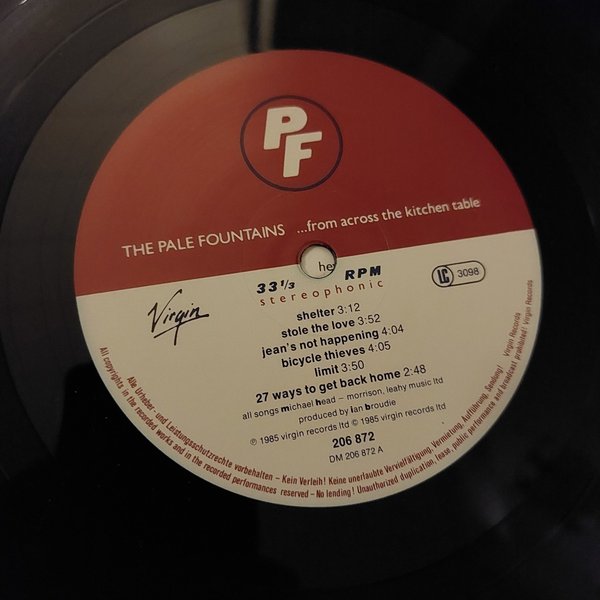 PF
THE PALE FOUNTAINS ...from across the kitchen table
hey
33 1/3 RPM
stereophonic
LC 3098
Virgin
shelter 3:12
stole the love 3:52
jean's not happening 4:04
bicycle thieves 4:05
limit 3:50
27 ways to get back home 2:48
all songs michael head – morrison, leahy music ltd
produced by Ian broudie
℗ 1985 virgin records ltd © 1985 virgin records ltd
206 872
DM 206 872 A
Alle Urheber- und Leistungsschutzrechte vorbehalten – Kein Verleih! Keine unerlaubte Vervielfältigung, Vermietung, Aufführung, Sendung! Virgin Records
All copyrights in the recorded works and in the recorded performances reserved – No lending! Unauthorized duplication, lease, public performance and broadcast prohibited! Virgin Records